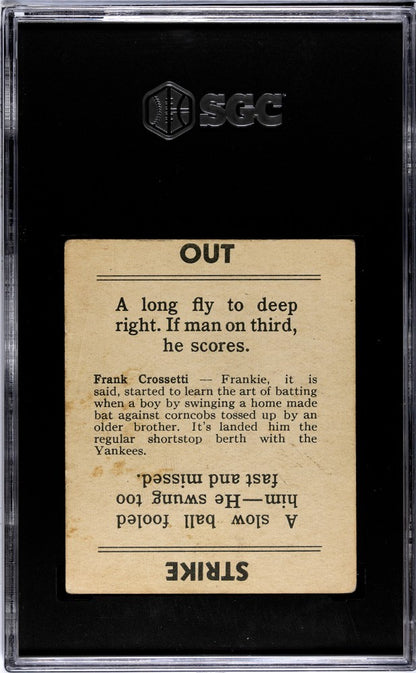 SGC
OUT
A long fly to deep
right. If man on third,
he scores.
Frank Crossetti — Frankie, it is
said, started to learn the art of batting
when a boy by swinging a home made
bat against corncobs tossed up by an
older brother. It's landed him the
regular shortstop berth with the
Yankees.
STRIKE
A slow ball fooled
him—He swung too
fast and missed.